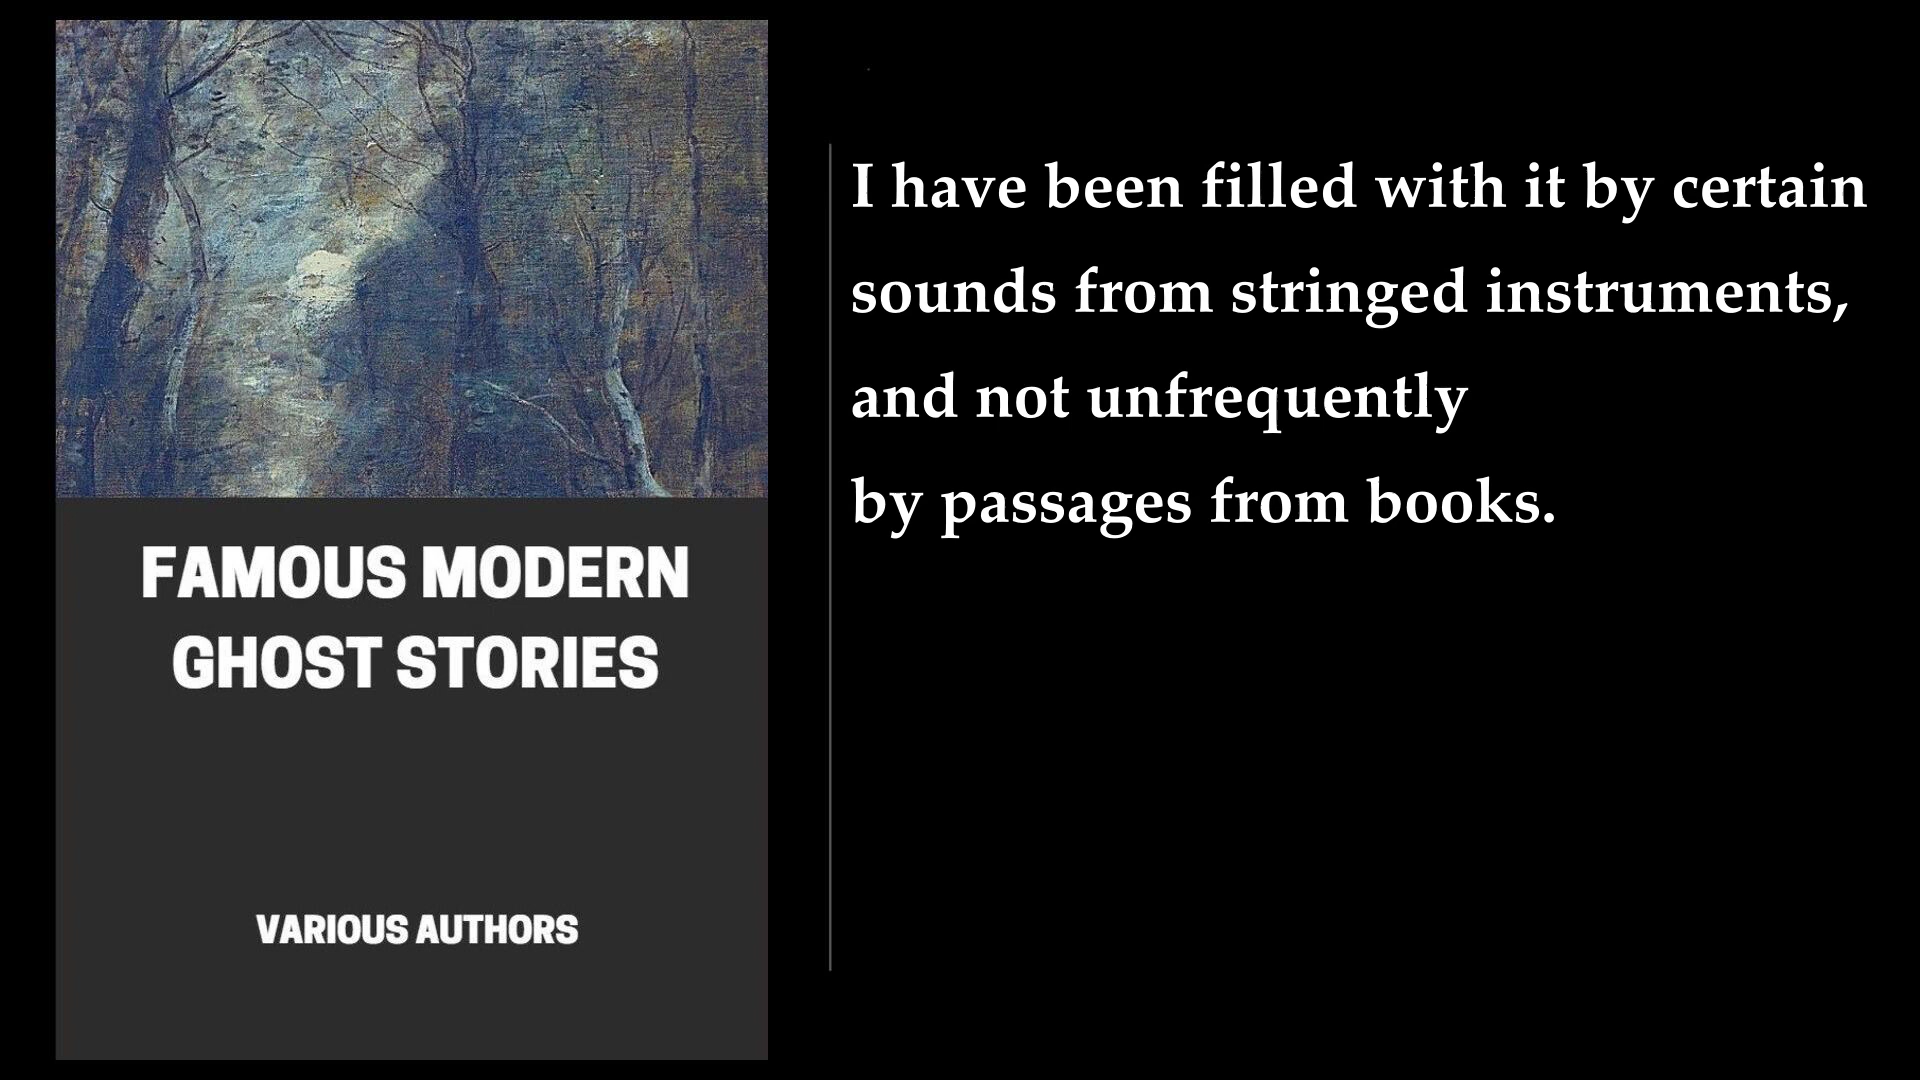 FAMOUS MODERN
GHOST STORIES
VARIOUS AUTHORS
I have been filled with it by certain
sounds from stringed instruments,
and not unfrequently
by passages from books.